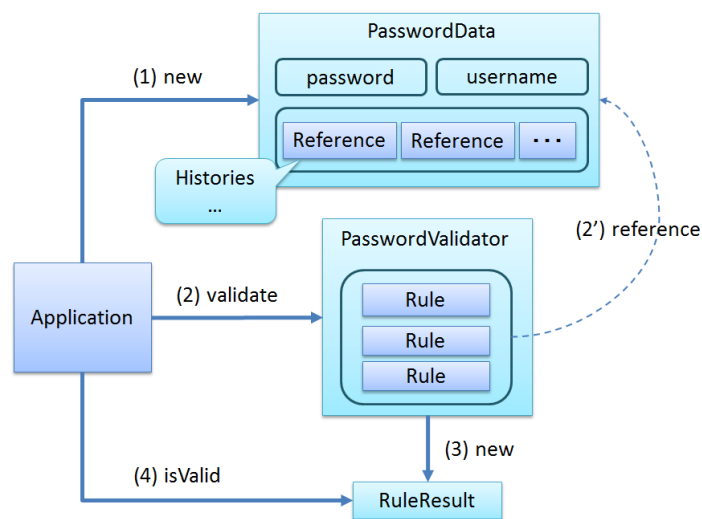 PasswordData
(1) new
password
username
Reference
Reference
・・・
Histories
...
(2') reference
PasswordValidator
(2) validate
Application
Rule
Rule
Rule
(3) new
(4) isValid
RuleResult